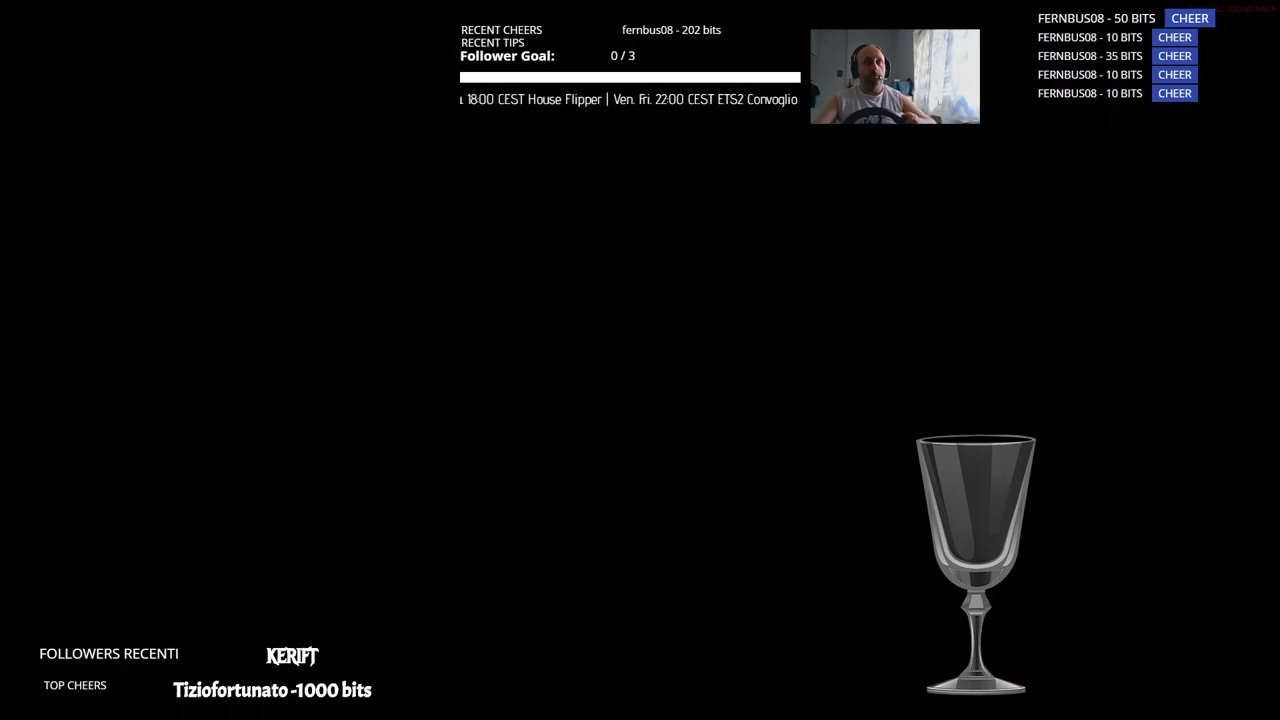 RECENT CHEERS fernbus08 - 202 bits
RECENT TIPS
Follower Goal: 0 / 3
18:00 CEST House Flipper | Ven. Fri. 22:00 CEST ETS2 Convoglio
FERNBUS08 - 50 BITS CHEER
FERNBUS08 - 10 BITS CHEER
FERNBUS08 - 35 BITS CHEER
FERNBUS08 - 10 BITS CHEER
FERNBUS08 - 10 BITS CHEER
FOLLOWERS RECENTI KERIFT
TOP CHEERS Tiziofortunato -1000 bits